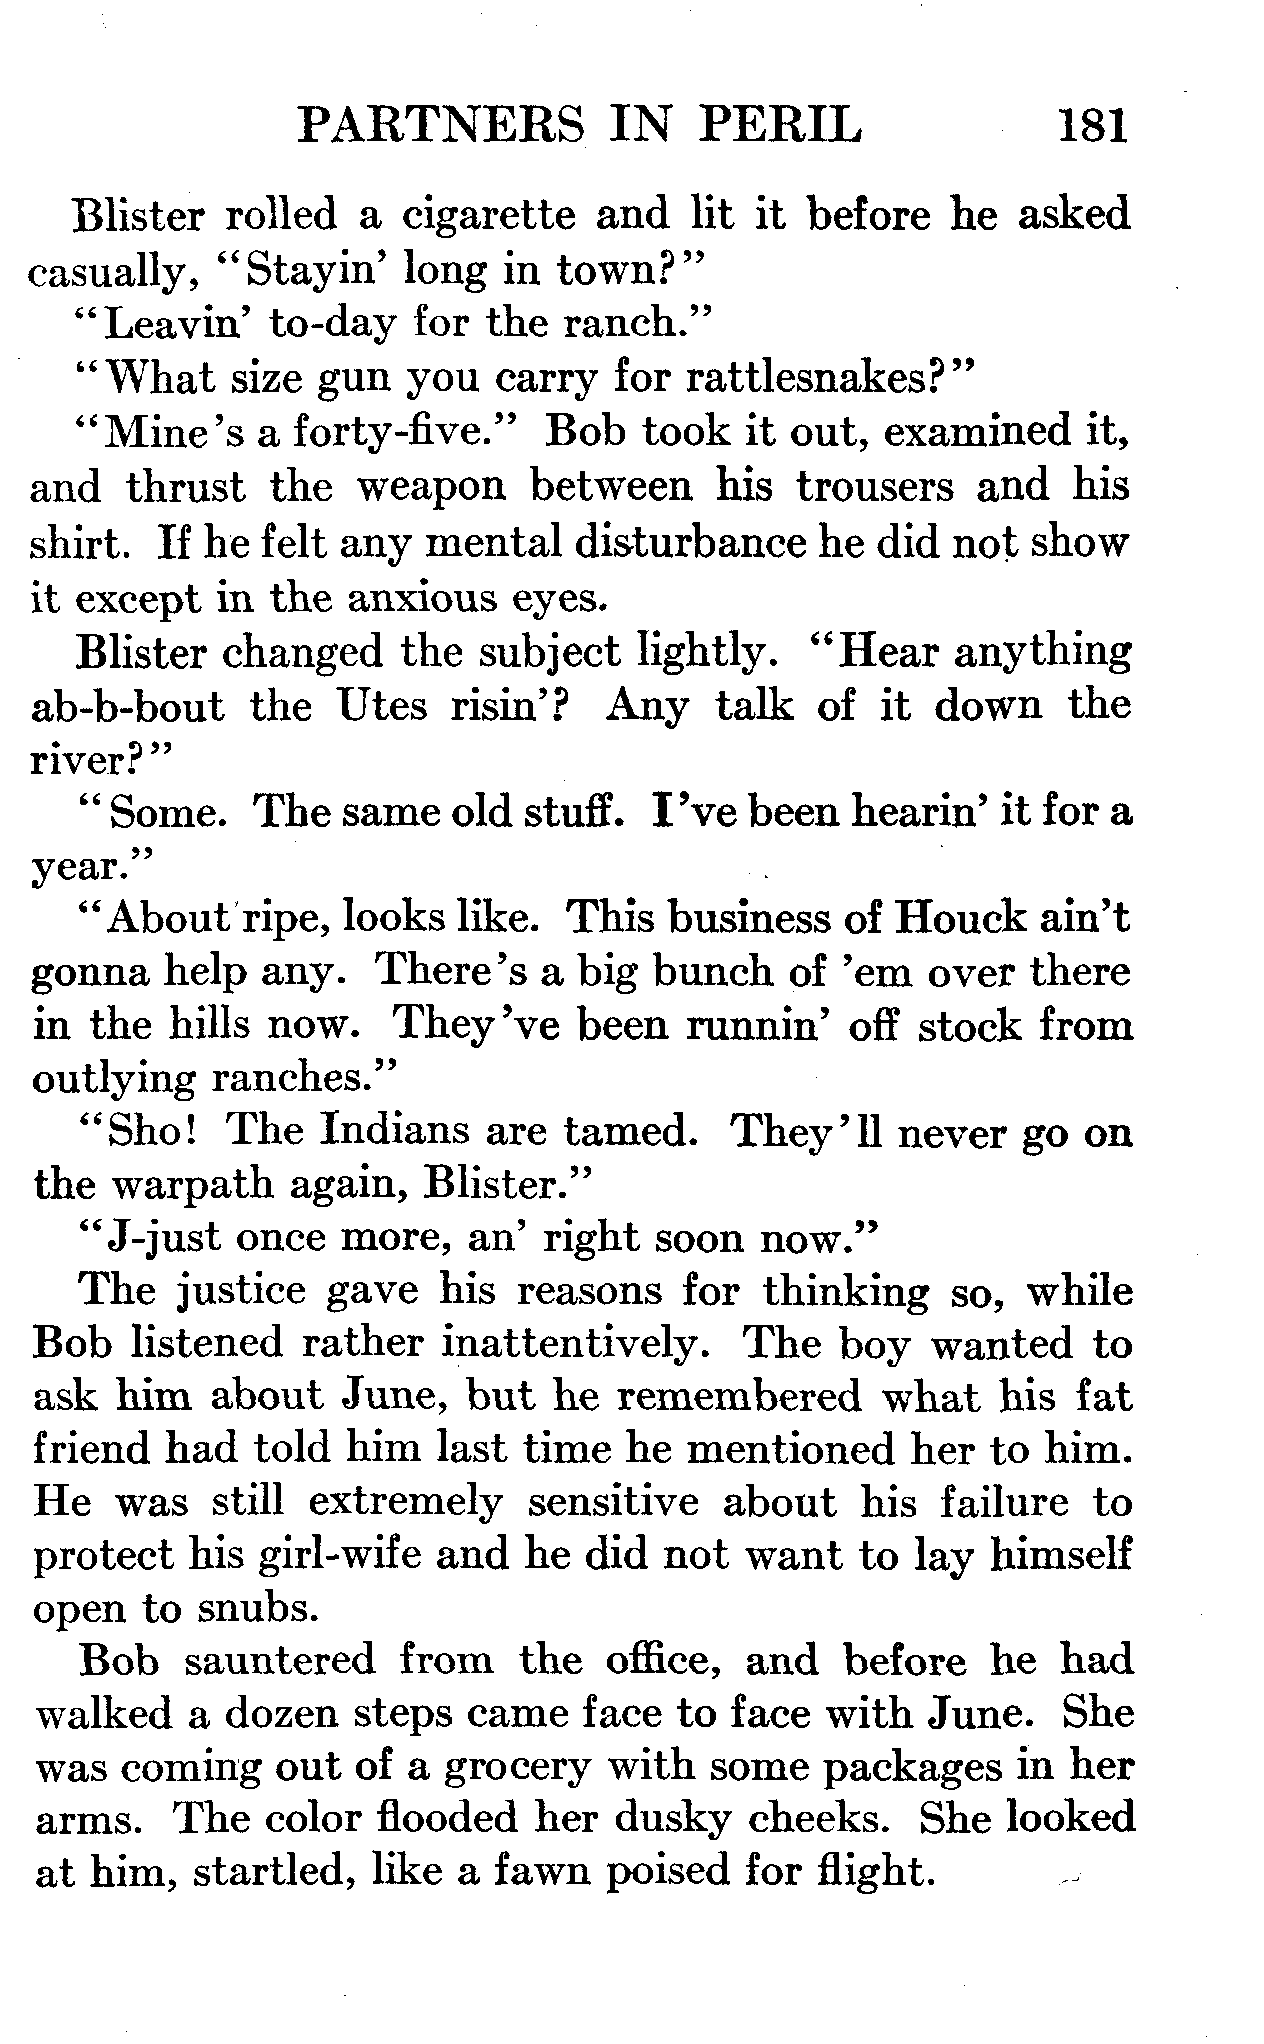 PARTNERS IN PERIL 181
Blister rolled a cigarette and lit it before he asked
casually, “Stayin’ long in town?”
“Leavin’ to-day for the ranch.”
“What size gun you carry for rattlesnakes?”
“Mine’s a forty-five.” Bob took it out, examined it,
and thrust the weapon between his trousers and his
shirt. If he felt any mental disturbance he did not show
it except in the anxious eyes.
Blister changed the subject lightly. “Hear anything
ab-b-bout the Utes risin’? Any talk of it down the
river?”
“Some. The same old stuff. I’ve been hearin’ it for a
year.”
“About ripe, looks like. This business of Houck ain’t
gonna help any. There’s a big bunch of ’em over there
in the hills now. They’ve been runnin’ off stock from
outlying ranches.”
“Sho! The Indians are tamed. They’ll never go on
the warpath again, Blister.”
“J-just once more, an’ right soon now.”
The justice gave his reasons for thinking so, while
Bob listened rather inattentively. The boy wanted to
ask him about June, but he remembered what his fat
friend had told him last time he mentioned her to him.
He was still extremely sensitive about his failure to
protect his girl-wife and he did not want to lay himself
open to snubs.
Bob sauntered from the office, and before he had
walked a dozen steps came face to face with June. She
was coming out of a grocery with some packages in her
arms. The color flooded her dusky cheeks. She looked
at him, startled, like a fawn poised for flight.